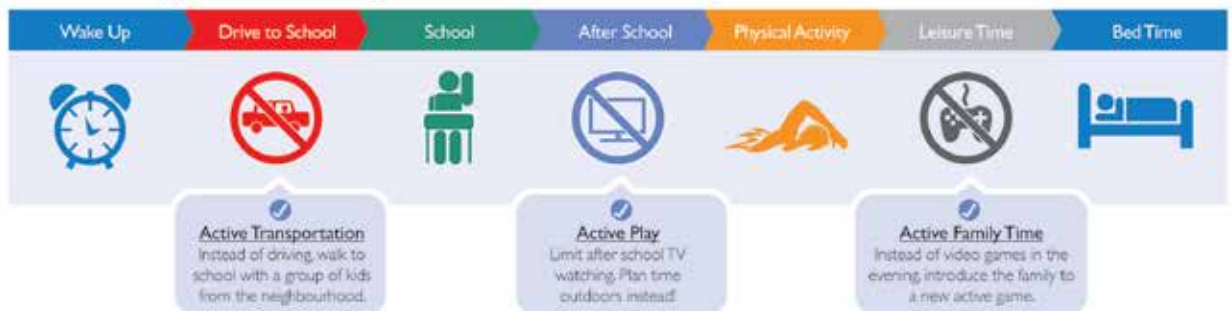 Wake Up
Drive to School
School
After School
Physical Activity
Leisure Time
Bed Time
Active Transportation
Instead of driving, walk to
school with a group of kids
from the neighbourhood.
Active Play
Limit after school TV
watching. Plan time
outdoors instead!
Active Family Time
Instead of video games in the
evening, introduce the family to
a new active game.